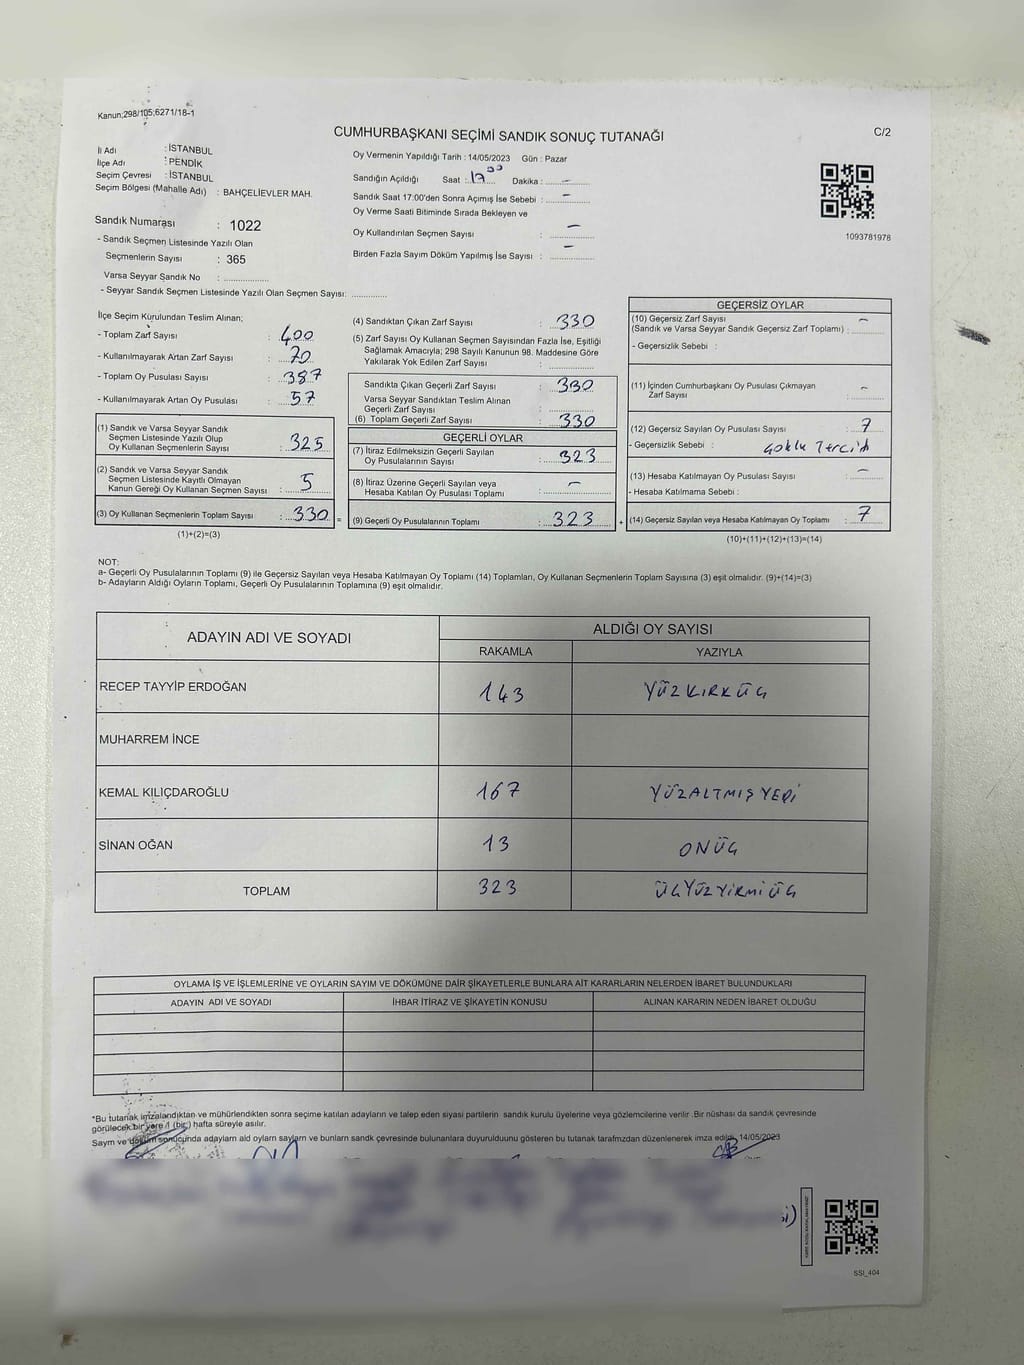 Kanun;298/105;6271/18-1
CUMHURBAŞKANI SEÇİMİ SANDIK SONUÇ TUTANAĞI
C/2
İl Adı : İSTANBUL
İlçe Adı : PENDİK
Seçim Çevresi : İSTANBUL
Seçim Bölgesi (Mahalle Adı) : BAHÇELİEVLER MAH.
Sandık Numarası : 1022
- Sandık Seçmen Listesinde Yazılı Olan
Seçmenlerin Sayısı : 365
Varsa Seyyar Sandık No :
- Seyyar Sandık Seçmen Listesinde Yazılı Olan Seçmen Sayısı:
Oy Vermenin Yapıldığı Tarih : 14/05/2023 Gün : Pazar
Sandığın Açıldığı Saat : 17 00 Dakika : –
Sandık Saat 17:00'den Sonra Açımış İse Sebebi : –
Oy Verme Saati Bitiminde Sırada Bekleyen ve
Oy Kullandırılan Seçmen Sayısı –
Birden Fazla Sayım Döküm Yapılmış İse Sayısı : –
1093781978
İlçe Seçim Kurulundan Teslim Alınan;
- Toplam Zarf Sayısı : 400
- Kullanılmayarak Artan Zarf Sayısı : 70
- Toplam Oy Pusulası Sayısı : 387
- Kullanılmayarak Artan Oy Pusulası : 57
(1) Sandık ve Varsa Seyyar Sandık
Seçmen Listesinde Yazılı Olup
Oy Kullanan Seçmenlerin Sayısı : 325
(2) Sandık ve Varsa Seyyar Sandık
Seçmen Listesinde Kayıtlı Olmayan
Kanun Gereği Oy Kullanan Seçmen Sayısı : 5
(3) Oy Kullanan Seçmenlerin Toplam Sayısı : 330 =
(1)+(2)=(3)
(4) Sandıktan Çıkan Zarf Sayısı : 330
(5) Zarf Sayısı Oy Kullanan Seçmen Sayısından Fazla İse, Eşitliği
Sağlamak Amacıyla; 298 Sayılı Kanunun 98. Maddesine Göre
Yakılarak Yok Edilen Zarf Sayısı :
Sandıkta Çıkan Geçerli Zarf Sayısı : 330
Varsa Seyyar Sandıktan Teslim Alınan
Geçerli Zarf Sayısı :
(6) Toplam Geçerli Zarf Sayısı : 330
GEÇERLİ OYLAR
(7) İtiraz Edilmeksizin Geçerli Sayılan
Oy Pusulalarının Sayısı : 323
(8) İtiraz Üzerine Geçerli Sayılan veya
Hesaba Katılan Oy Pusulası Toplamı : –
(9) Geçerli Oy Pusulalarının Toplamı : 323 +
GEÇERSİZ OYLAR
(10) Geçersiz Zarf Sayısı
(Sandık ve Varsa Seyyar Sandık Geçersiz Zarf Toplamı) : –
- Geçersizlik Sebebi :
(11) İçinden Cumhurbaşkanı Oy Pusulası Çıkmayan
Zarf Sayısı : –
(12) Geçersiz Sayılan Oy Pusulası Sayısı : 7
- Geçersizlik Sebebi : Çoklu Tercih
(13) Hesaba Katılmayan Oy Pusulası Sayısı : –
- Hesaba Katılmama Sebebi :
(14) Geçersiz Sayılan veya Hesaba Katılmayan Oy Toplamı : 7
(10)+(11)+(12)+(13)=(14)
NOT:
a- Geçerli Oy Pusulalarının Toplamı (9) ile Geçersiz Sayılan veya Hesaba Katılmayan Oy Toplamı (14) Toplamları, Oy Kullanan Seçmenlerin Toplam Sayısına (3) eşit olmalıdır. (9)+(14)=(3)
b- Adayların Aldığı Oyların Toplamı, Geçerli Oy Pusulalarının Toplamına (9) eşit olmalıdır.
ADAYIN ADI VE SOYADI
ALDIĞI OY SAYISI
RAKAMLA YAZIYLA
RECEP TAYYİP ERDOĞAN 143 YÜZKIRKÜÇ
MUHARREM İNCE
KEMAL KILIÇDAROĞLU 167 YÜZALTMIŞYEDİ
SİNAN OĞAN 13 ONÜÇ
TOPLAM 323 ÜÇYÜZYİRMİÜÇ
OYLAMA İŞ VE İŞLEMLERİNE VE OYLARIN SAYIM VE DÖKÜMÜNE DAİR ŞİKAYETLERLE BUNLARA AİT KARARLARIN NELERDEN İBARET BULUNDUKLARI
ADAYIN ADI VE SOYADI İHBAR İTİRAZ VE ŞİKAYETİN KONUSU ALINAN KARARIN NEDEN İBARET OLDUĞU
*Bu tutanak imzalandıktan ve mühürlendikten sonra seçime katılan adayların ve talep eden siyasi partilerin sandık kurulu üyelerine veya gözlemcilerine verilir .Bir nüshası da sandık çevresinde
görülecek bir yere /I (bir) hafta süreyle asılır.
Sayım ve döküm sonucunda adayların ald oyların sayların ve bunların sandk çevresinde bulunanlara duyurulduunu gösteren bu tutanak tarafmzdan düzenlenerek imza edildi. 14/05/2023
SSI_404